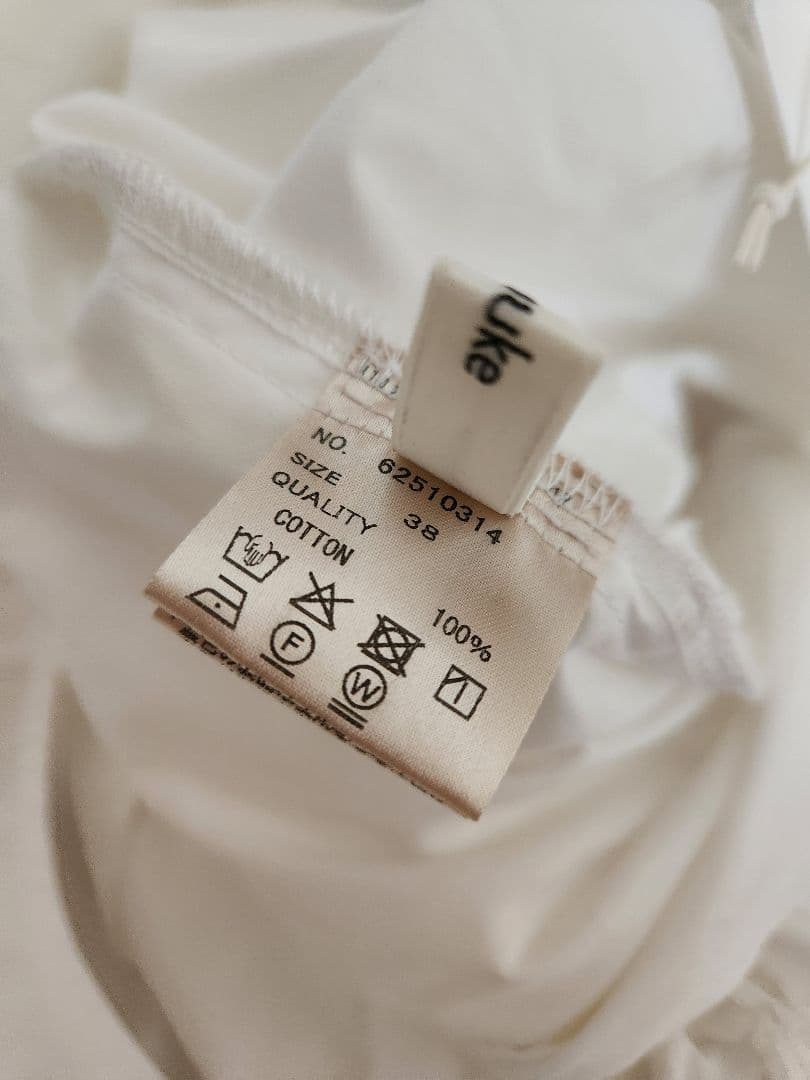 uke
NO. 62510314
SIZE 38
QUALITY
COTTON 100%
F
W